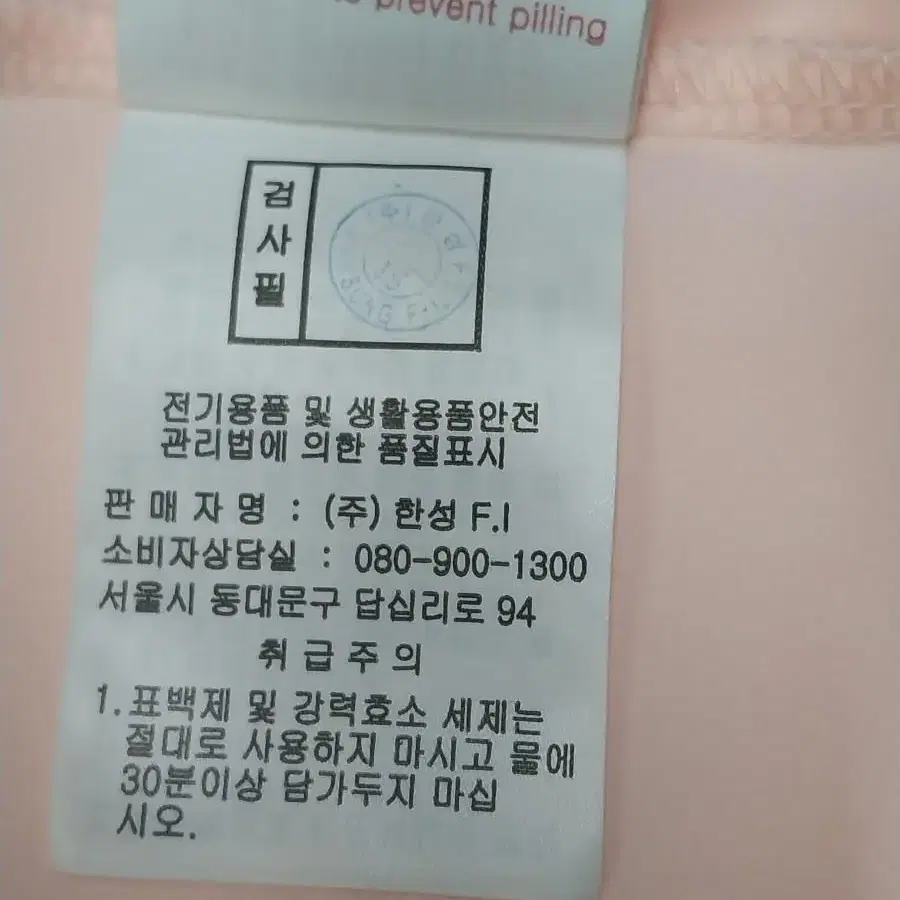 to prevent pilling
검사필
SUNG F.I.
전기용품 및 생활용품안전
관리법에 의한 품질표시
판 매 자 명 : (주) 한성 F.I
소비자상담실 : 080-900-1300
서울시 동대문구 답십리로 94
취 급 주 의
1. 표백제 및 강력효소 세제는
절대로 사용하지 마시고 물에
30분이상 담가두지 마십
시오.